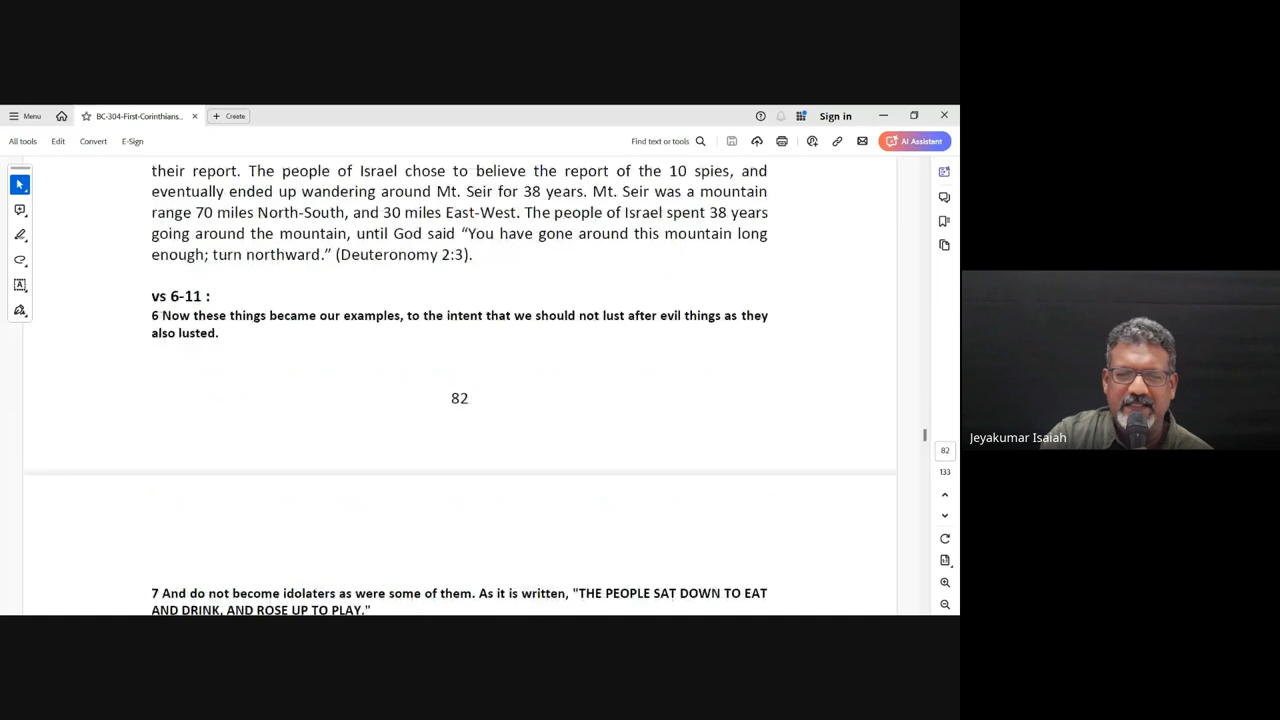 Menu
BC-304-First-Corinthians...
Create
Sign in
All tools
Edit
Convert
E-Sign
Find text or tools
AI Assistant
their report. The people of Israel chose to believe the report of the 10 spies, and
eventually ended up wandering around Mt. Seir for 38 years. Mt. Seir was a mountain
range 70 miles North-South, and 30 miles East-West. The people of Israel spent 38 years
going around the mountain, until God said “You have gone around this mountain long
enough; turn northward.” (Deuteronomy 2:3).
vs 6-11 :
6 Now these things became our examples, to the intent that we should not lust after evil things as they
also lusted.
82
7 And do not become idolaters as were some of them. As it is written, "THE PEOPLE SAT DOWN TO EAT
AND DRINK, AND ROSE UP TO PLAY."
82
133
Jeyakumar Isaiah